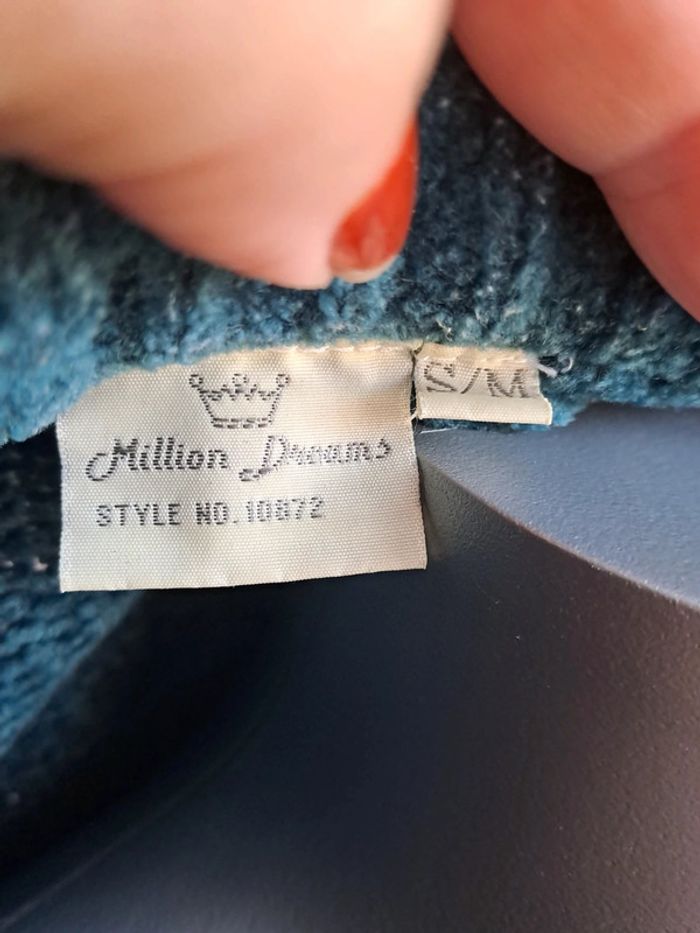 Million Dreams
STYLE NO.10872
S/M